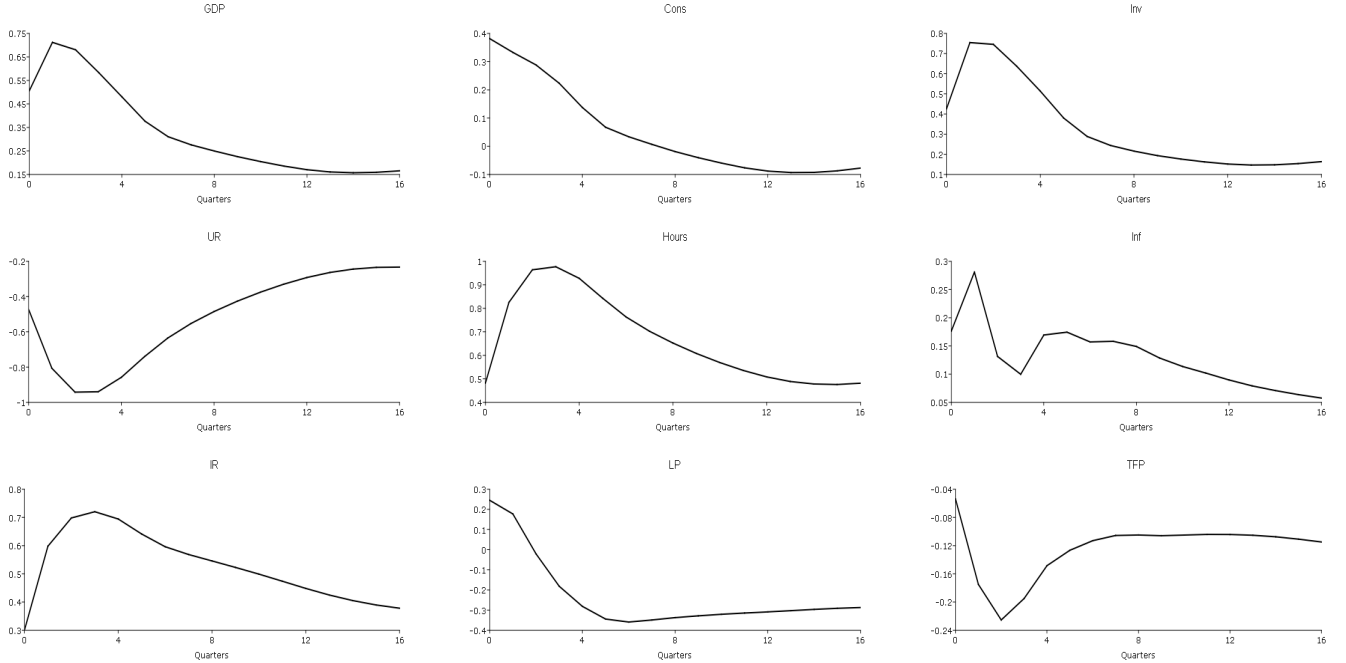 GDP
0.75
0.65
0.55
0.45
0.35
0.25
0.15
0 4 8 12 16
Quarters
Cons
0.4
0.3
0.2
0.1
0
-0.1
0 4 8 12 16
Quarters
Inv
0.8
0.7
0.6
0.5
0.4
0.3
0.2
0.1
0 4 8 12 16
Quarters
UR
-0.2
-0.4
-0.6
-0.8
-1
0 4 8 12 16
Quarters
Hours
1
0.9
0.8
0.7
0.6
0.5
0.4
0 4 8 12 16
Quarters
Inf
0.3
0.25
0.2
0.15
0.1
0.05
0 4 8 12 16
Quarters
IR
0.8
0.7
0.6
0.5
0.4
0.3
0 4 8 12 16
Quarters
LP
0.3
0.2
0.1
0
-0.1
-0.2
-0.3
-0.4
0 4 8 12 16
Quarters
TFP
-0.04
-0.08
-0.12
-0.16
-0.2
-0.24
0 4 8 12 16
Quarters